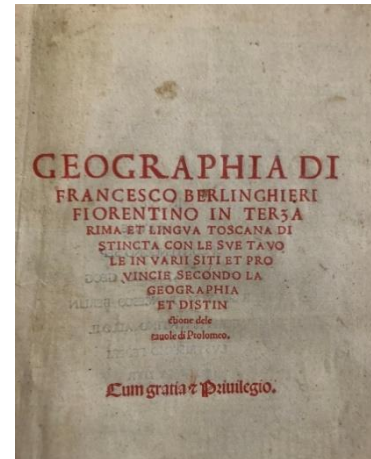 GEOGRAPHIA DI
FRANCESCO BERLINGHIERI
FIORENTINO IN TERƷA
RIMA ET LINGVA TOSCANA DI
STINCTA CON LE SVE TAVO
LE IN VARII SITI ET PRO
VINCIE SECONDO LA
GEOGRAPHIA
ET DISTIN
ctione dele
tauole di Ptolomeo.
Cum gratia ⁊ Priuilegio.